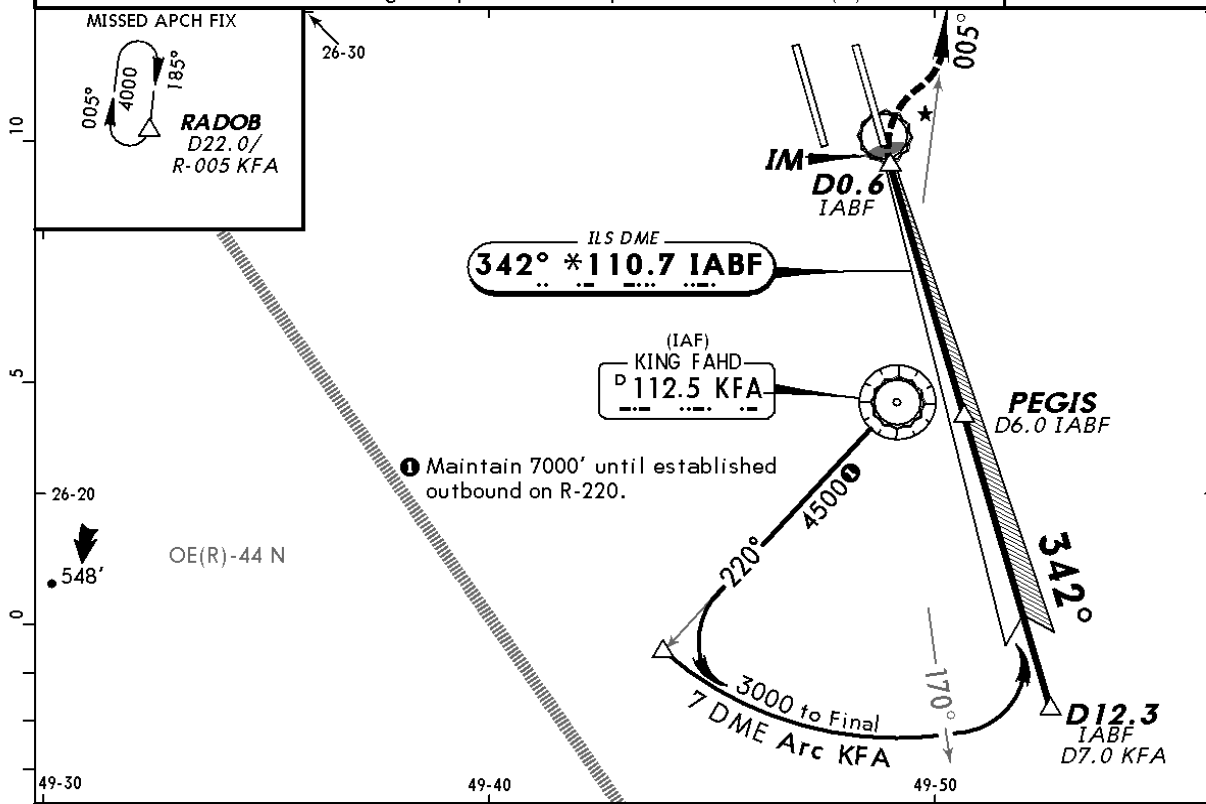 MISSED APCH FIX
005°
4000
185°
RADOB
D22.0/
R-005 KFA
26-30
005°
10
IM
D0.6
IABF
ILS DME
342° *110.7 IABF
(IAF)
KING FAHD
D 112.5 KFA
5
PEGIS
D6.0 IABF
1 Maintain 7000' until established
outbound on R-220.
4500 1
26-20
OE(R)-44 N
548'
220°
342°
0
3000 to Final
7 DME Arc KFA
170°
D12.3
IABF
D7.0 KFA
49-30
49-40
49-50